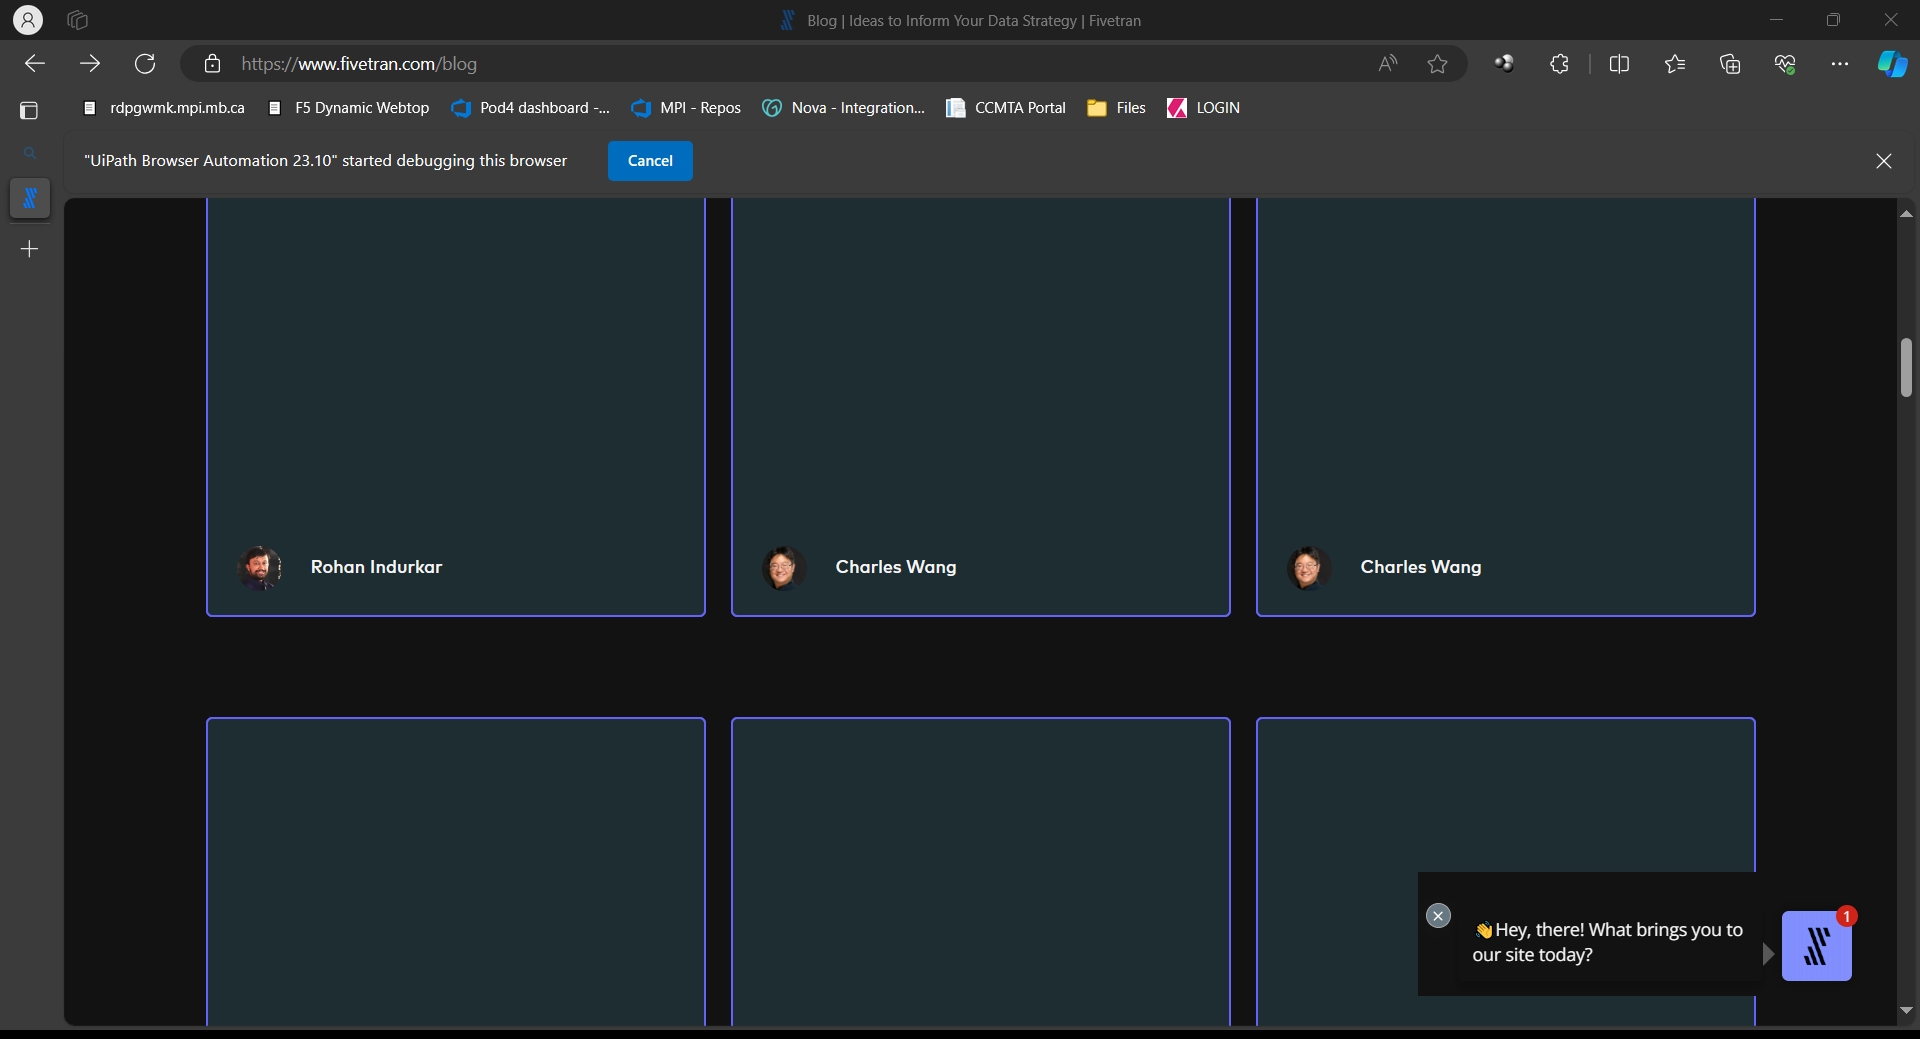 Blog | Ideas to Inform Your Data Strategy | Fivetran
https://www.fivetran.com/blog
rdpgwmk.mpi.mb.ca F5 Dynamic Webtop Pod4 dashboard -... MPI - Repos Nova - Integration... CCMTA Portal Files LOGIN
"UiPath Browser Automation 23.10" started debugging this browser Cancel
Rohan Indurkar Charles Wang Charles Wang
1
👋Hey, there! What brings you to
our site today?